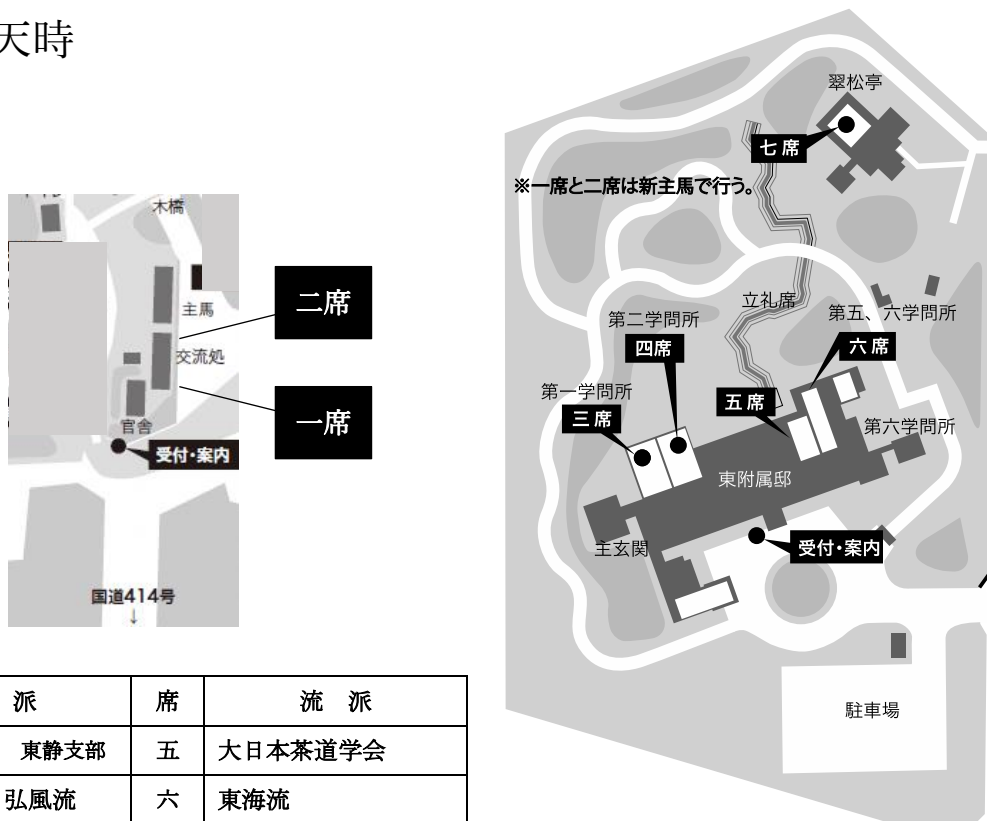 天時
木橋
主馬
二席
交流処
一席
官舎
受付・案内
国道414号
↓
翠松亭
七席
※一席と二席は新主馬で行う。
立礼席
第五、六学問所
第二学問所
四席
六席
第一学問所
三席
五席
第六学問所
東附属邸
主玄関
受付・案内
駐車場
派 席 流 派
東静支部 五 大日本茶道学会
弘風流 六 東海流